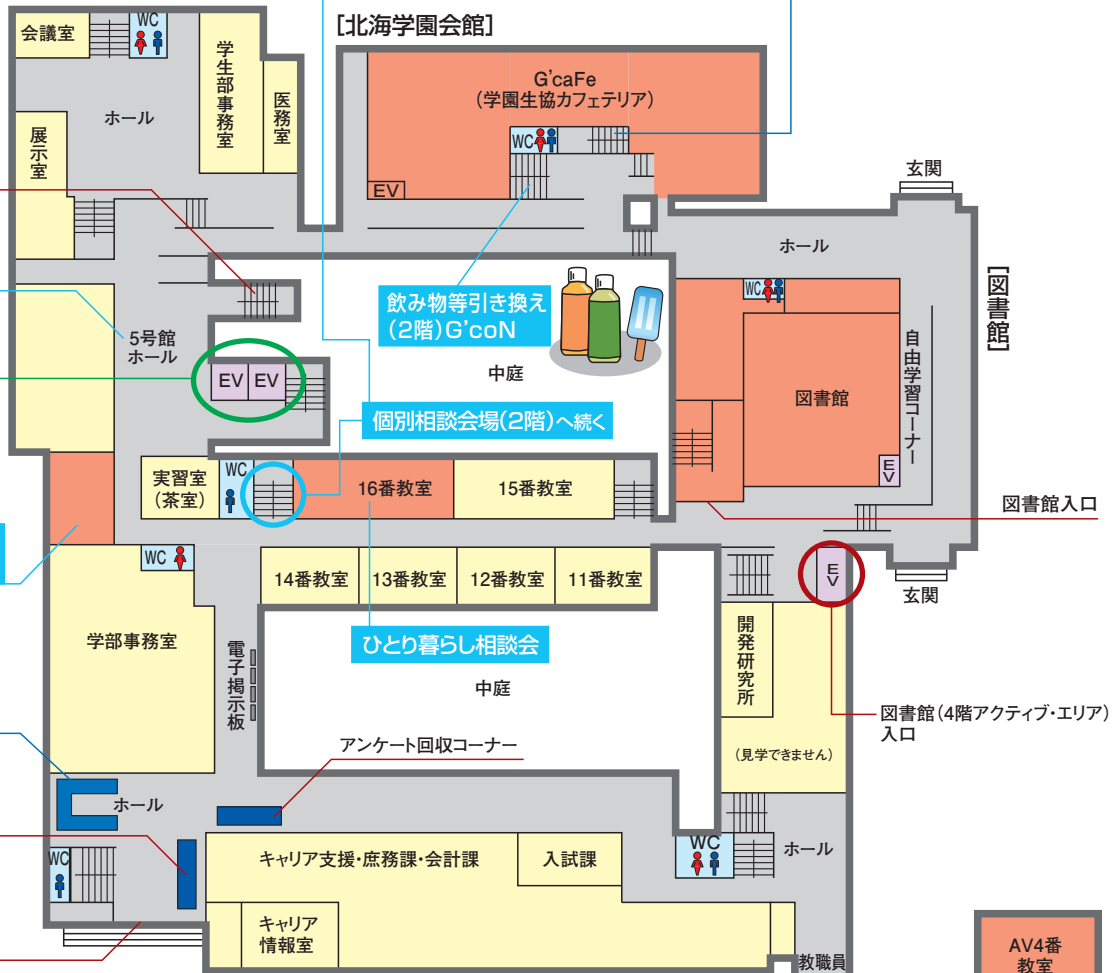 会議室
WC
学生部事務室
医務室
ホール
展示室
[北海学園会館]
G'caFe
(学園生協カフェテリア)
WC
EV
玄関
ホール
[図書館]
WC
自由学習コーナー
図書館
EV
図書館入口
玄関
飲み物等引き換え
(2階)G'coN
中庭
5号館
ホール
EV
EV
個別相談会場(2階)へ続く
実習室
(茶室)
WC
16番教室
15番教室
WC
14番教室
13番教室
12番教室
11番教室
EV
学部事務室
電子掲示板
ひとり暮らし相談会
中庭
開発研究所
(見学できません)
図書館(4階アクティブ・エリア)
入口
アンケート回収コーナー
ホール
WC
キャリア支援・庶務課・会計課
入試課
WC
ホール
キャリア
情報室
教職員
AV4番
教室